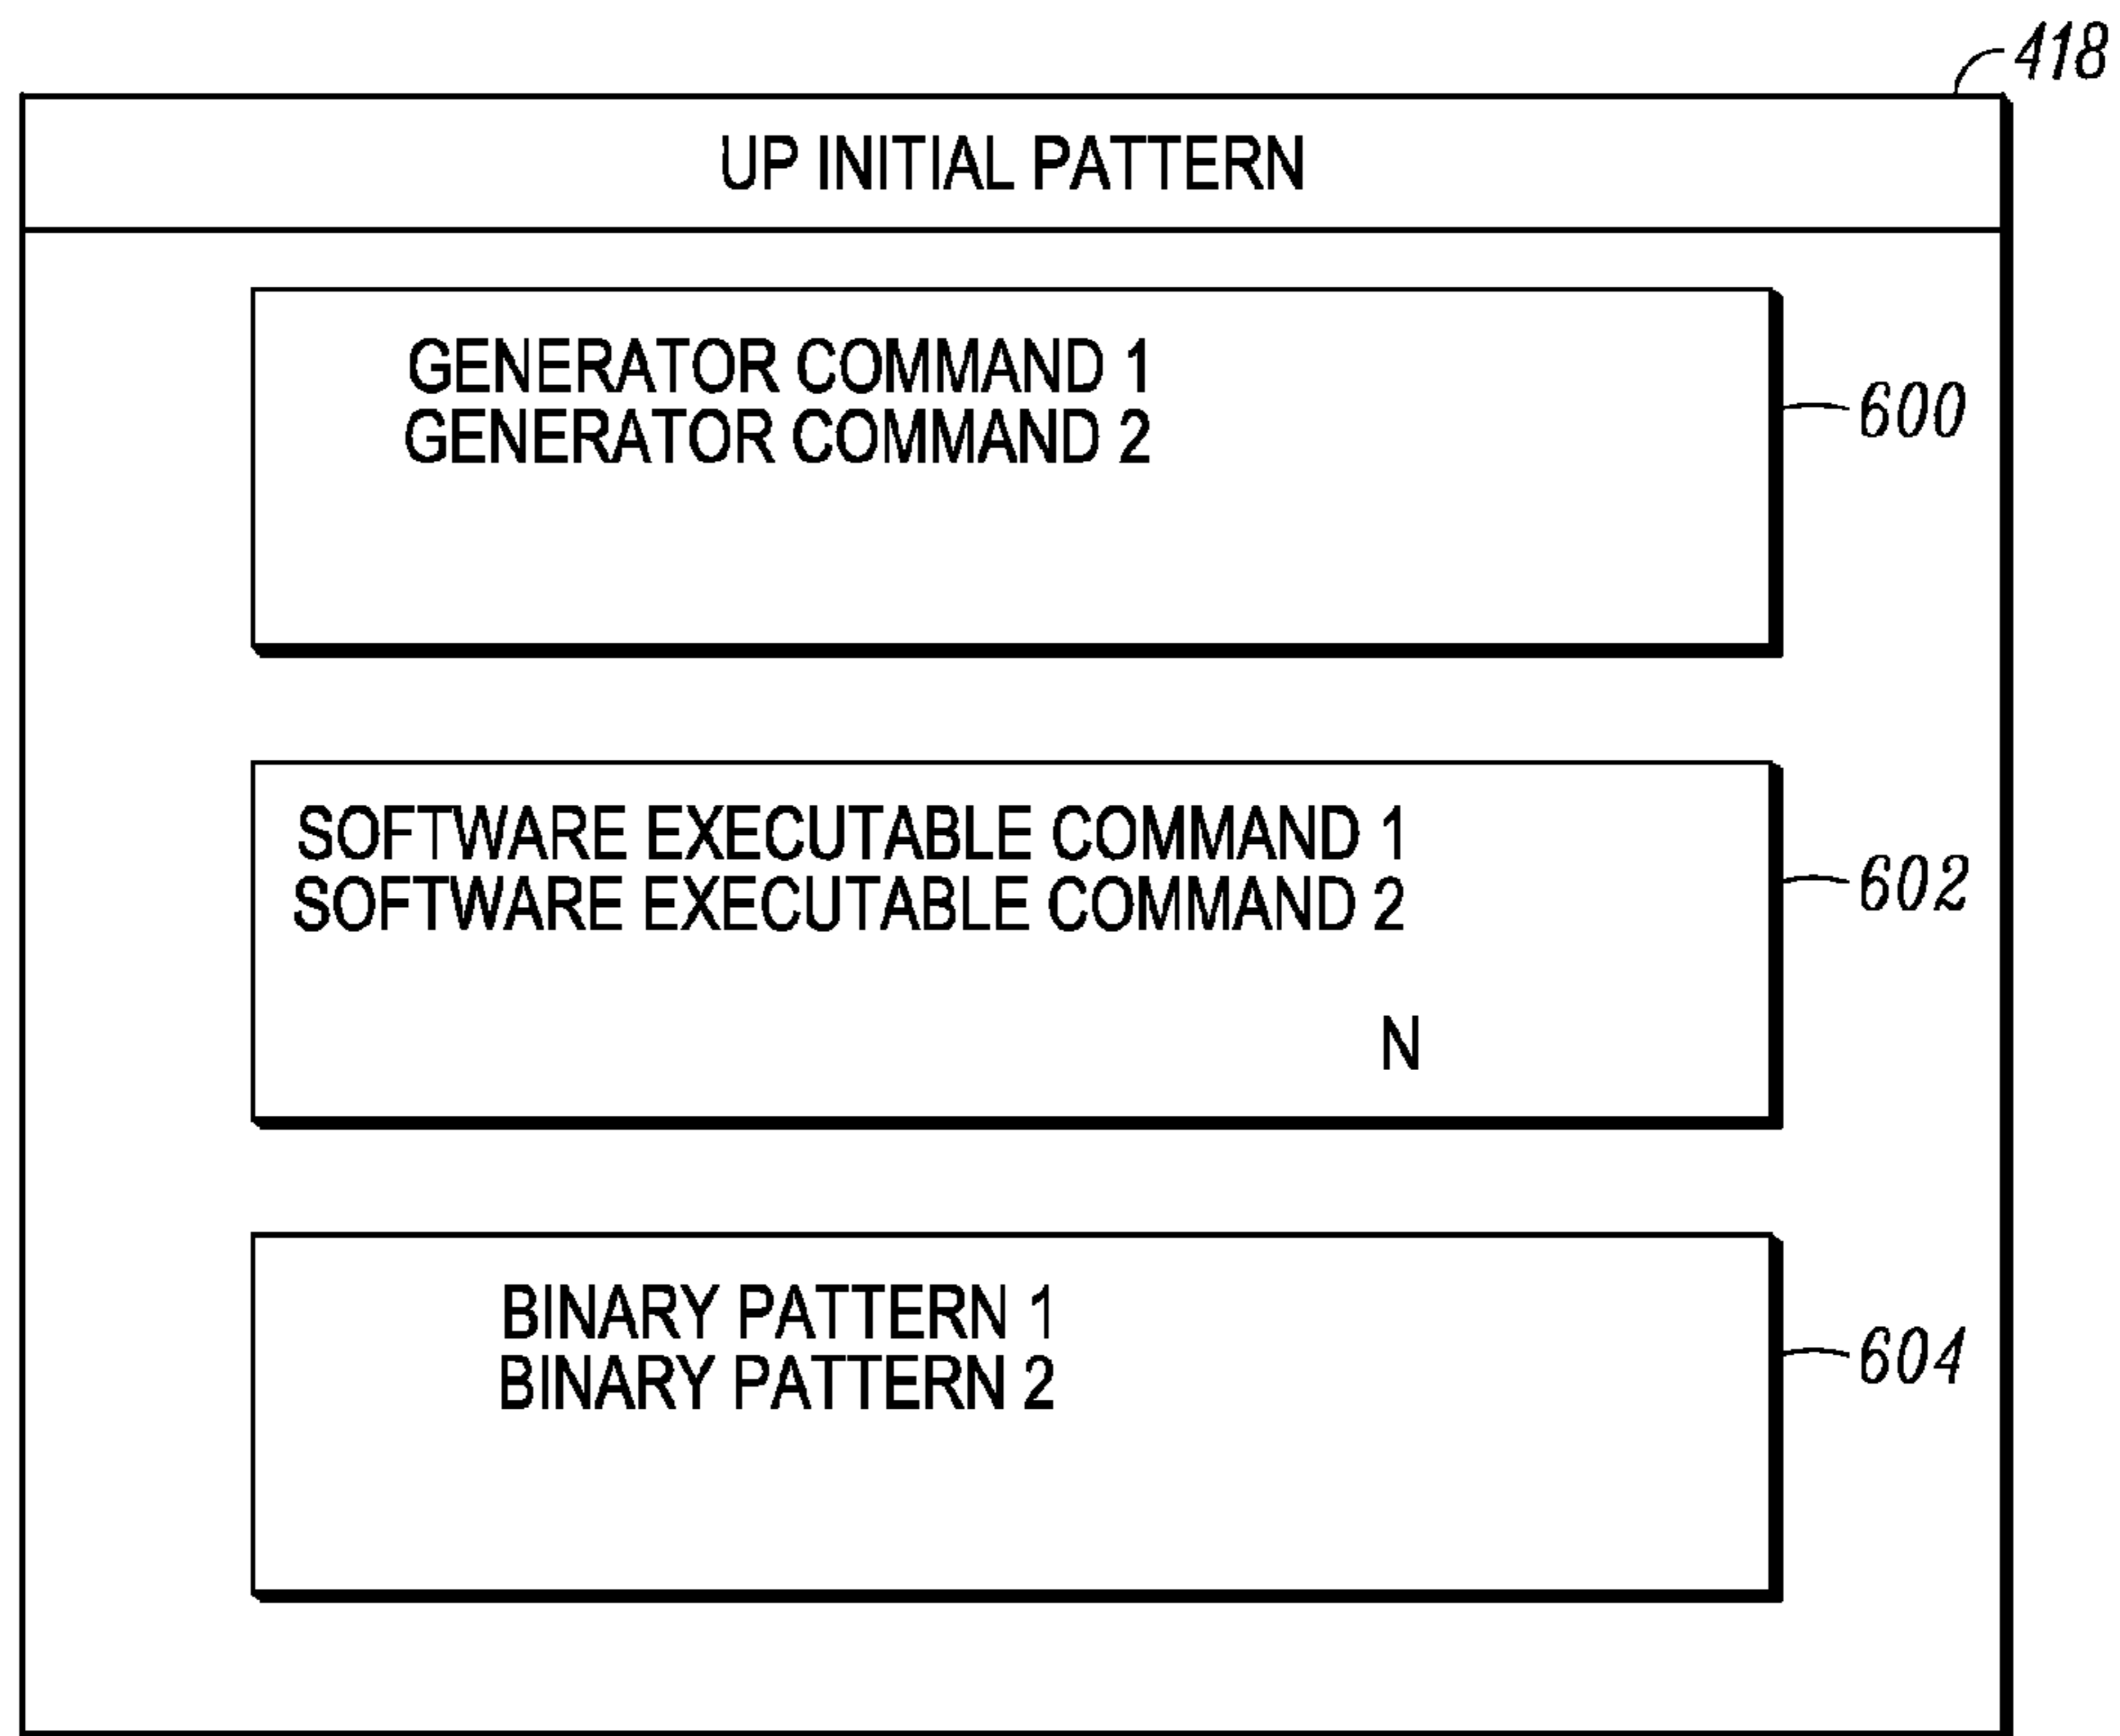 418
UP INITIAL PATTERN
GENERATOR COMMAND 1
GENERATOR COMMAND 2
600
SOFTWARE EXECUTABLE COMMAND 1
SOFTWARE EXECUTABLE COMMAND 2
602
N
BINARY PATTERN 1
BINARY PATTERN 2
604